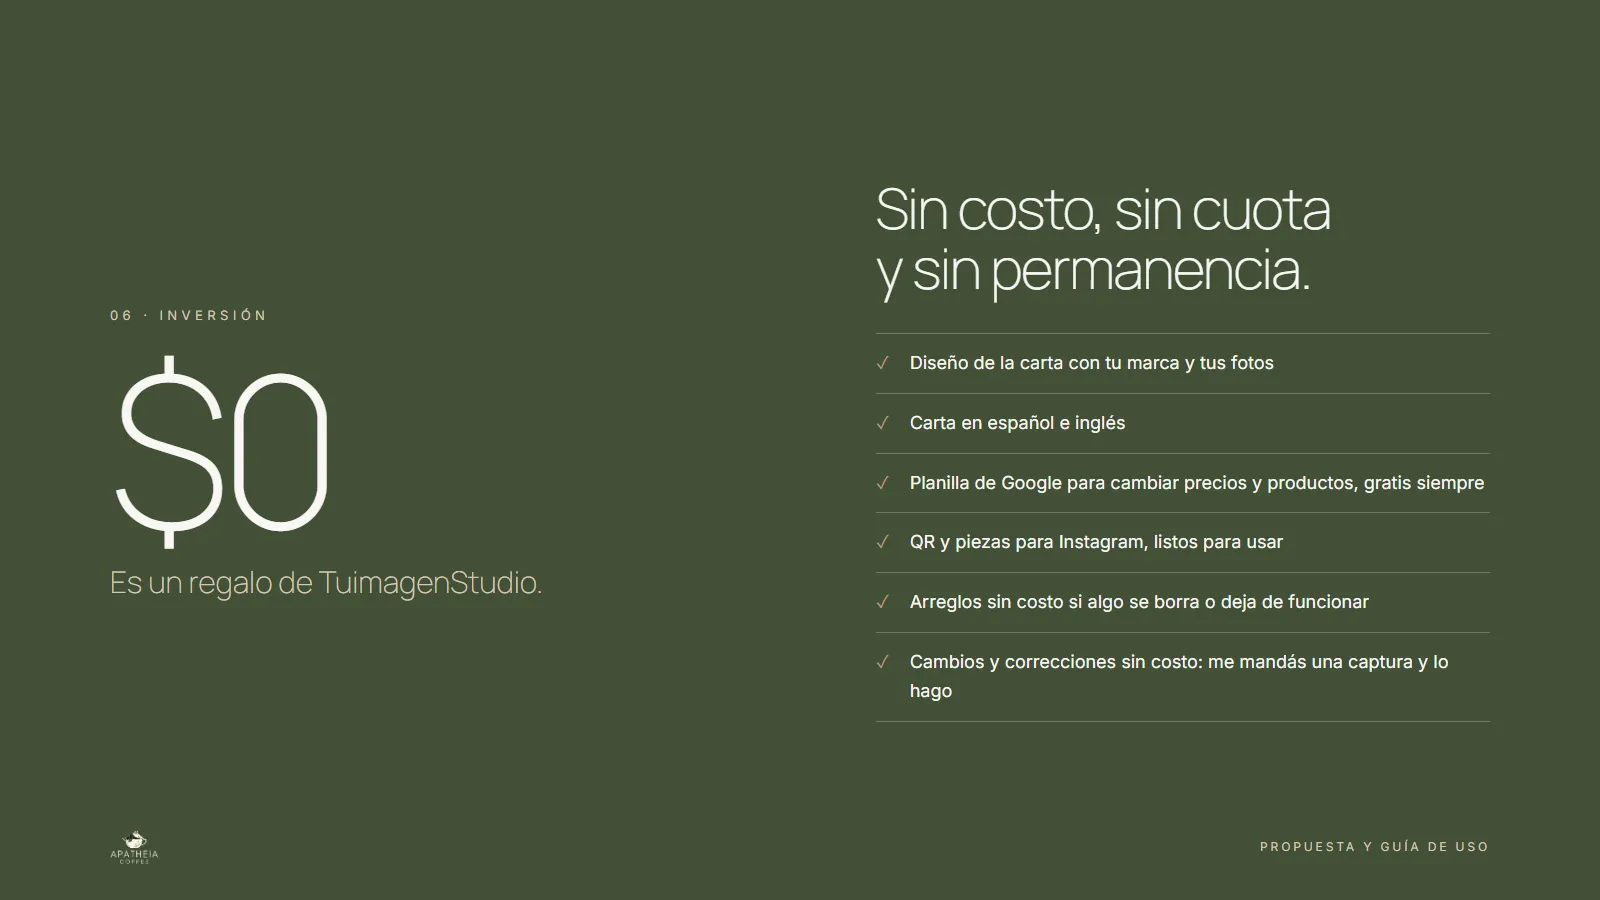 06 · INVERSIÓN
$0
Es un regalo de TuimagenStudio.
Sin costo, sin cuota
y sin permanencia.
✓ Diseño de la carta con tu marca y tus fotos
✓ Carta en español e inglés
✓ Planilla de Google para cambiar precios y productos, gratis siempre
✓ QR y piezas para Instagram, listos para usar
✓ Arreglos sin costo si algo se borra o deja de funcionar
✓ Cambios y correcciones sin costo: me mandás una captura y lo
hago
APATHEIA
COFFEE
PROPUESTA Y GUÍA DE USO